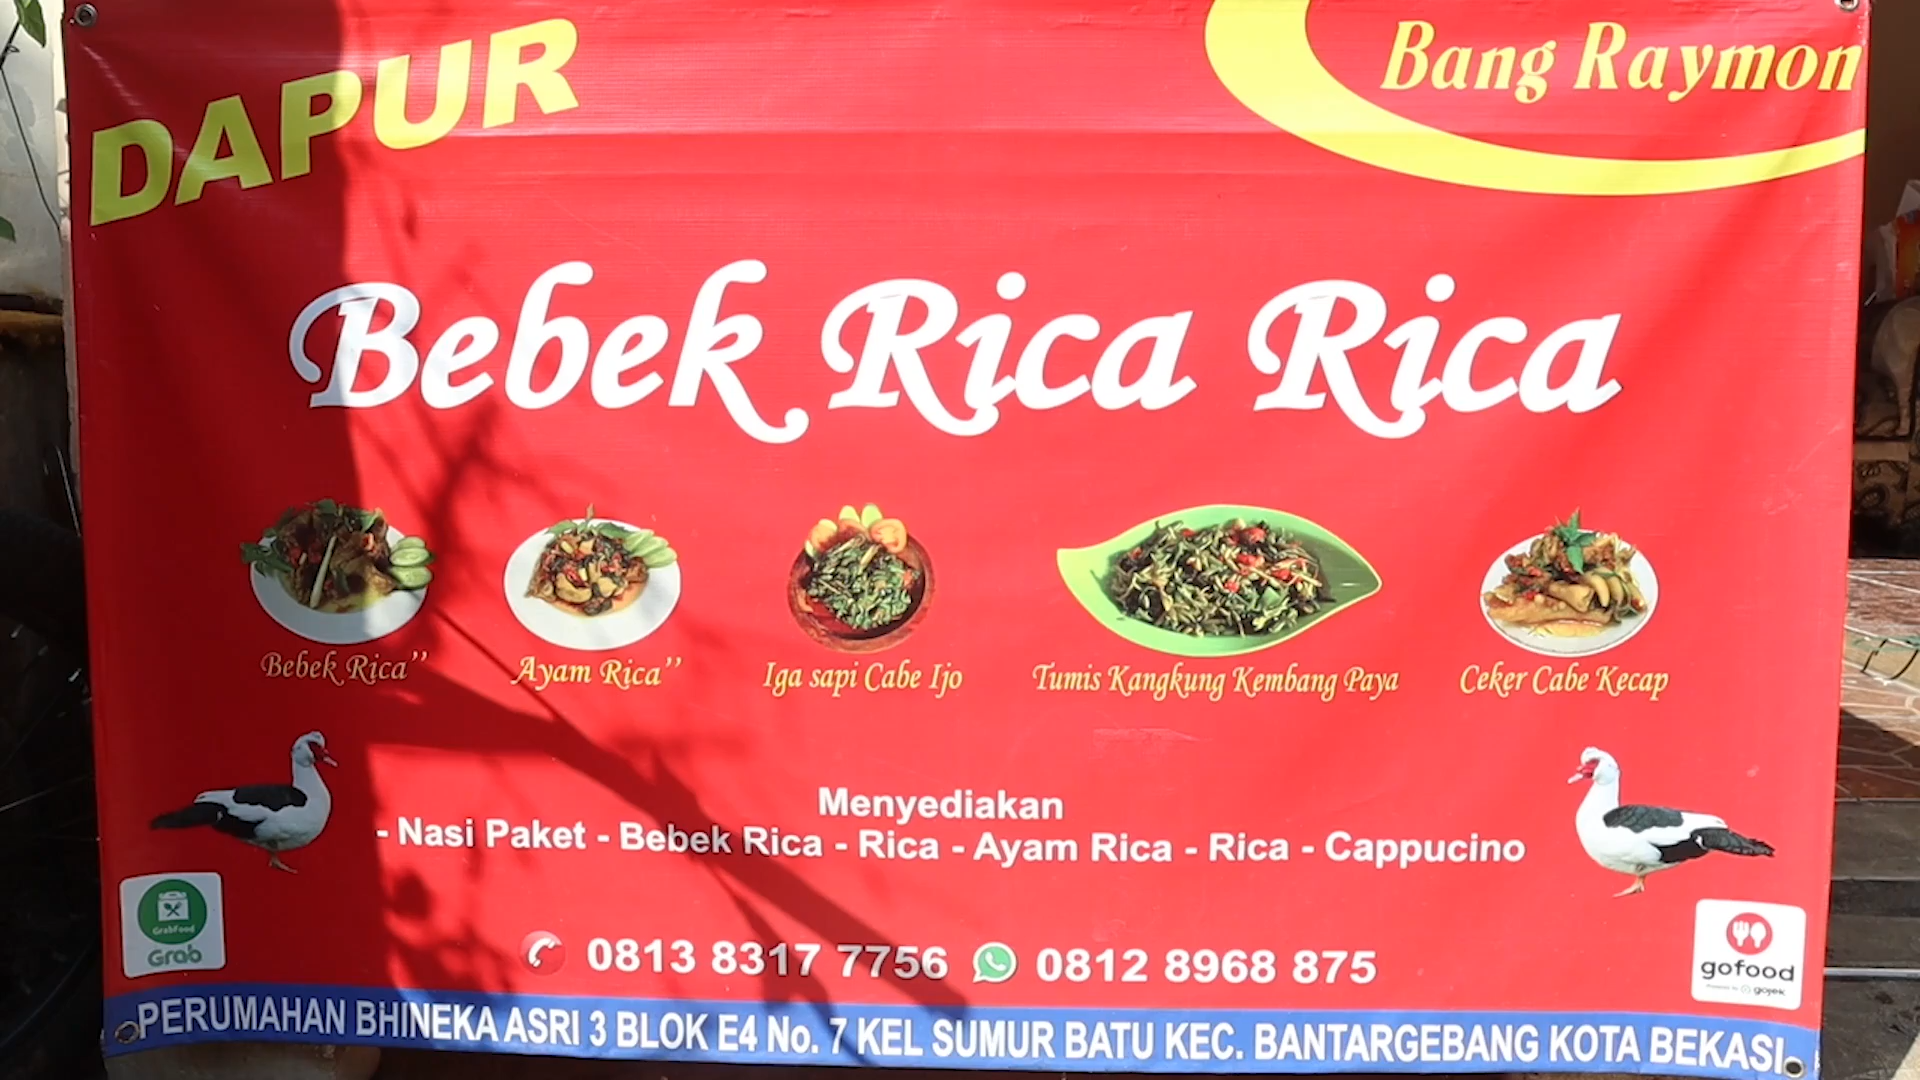 DAPUR
Bang Raymon
Bebek Rica Rica
Bebek Rica’’
Ayam Rica’’
Iga sapi Cabe Ijo
Tumis Kangkung Kembang Paya
Ceker Cabe Kecap
Menyediakan
- Nasi Paket - Bebek Rica - Rica - Ayam Rica - Rica - Cappucino
GrabFood
Grab
0813 8317 7756
0812 8968 875
gofood
gojek
PERUMAHAN BHINEKA ASRI 3 BLOK E4 No. 7 KEL SUMUR BATU KEC. BANTARGEBANG KOTA BEKASI